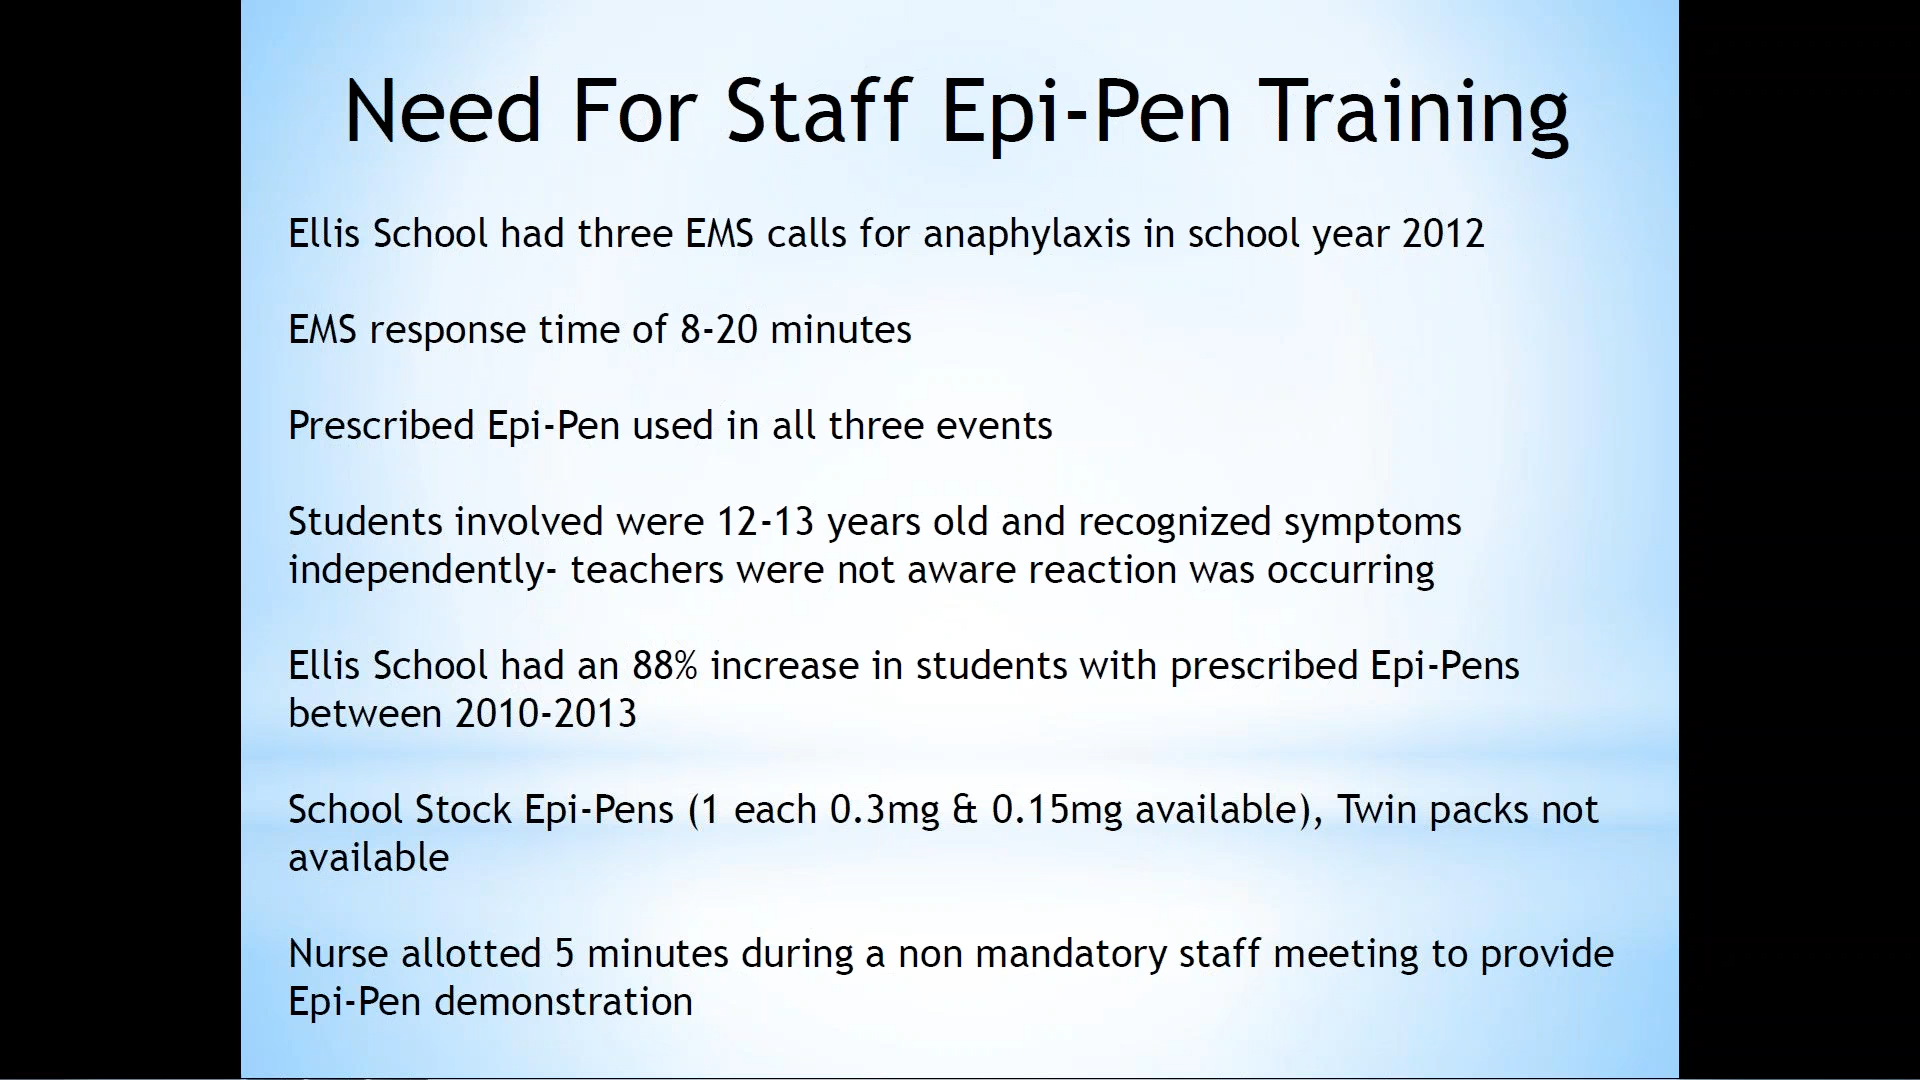 Need For Staff Epi-Pen Training
Ellis School had three EMS calls for anaphylaxis in school year 2012
EMS response time of 8-20 minutes
Prescribed Epi-Pen used in all three events
Students involved were 12-13 years old and recognized symptoms
independently- teachers were not aware reaction was occurring
Ellis School had an 88% increase in students with prescribed Epi-Pens
between 2010-2013
School Stock Epi-Pens (1 each 0.3mg & 0.15mg available), Twin packs not
available
Nurse allotted 5 minutes during a non mandatory staff meeting to provide
Epi-Pen demonstration